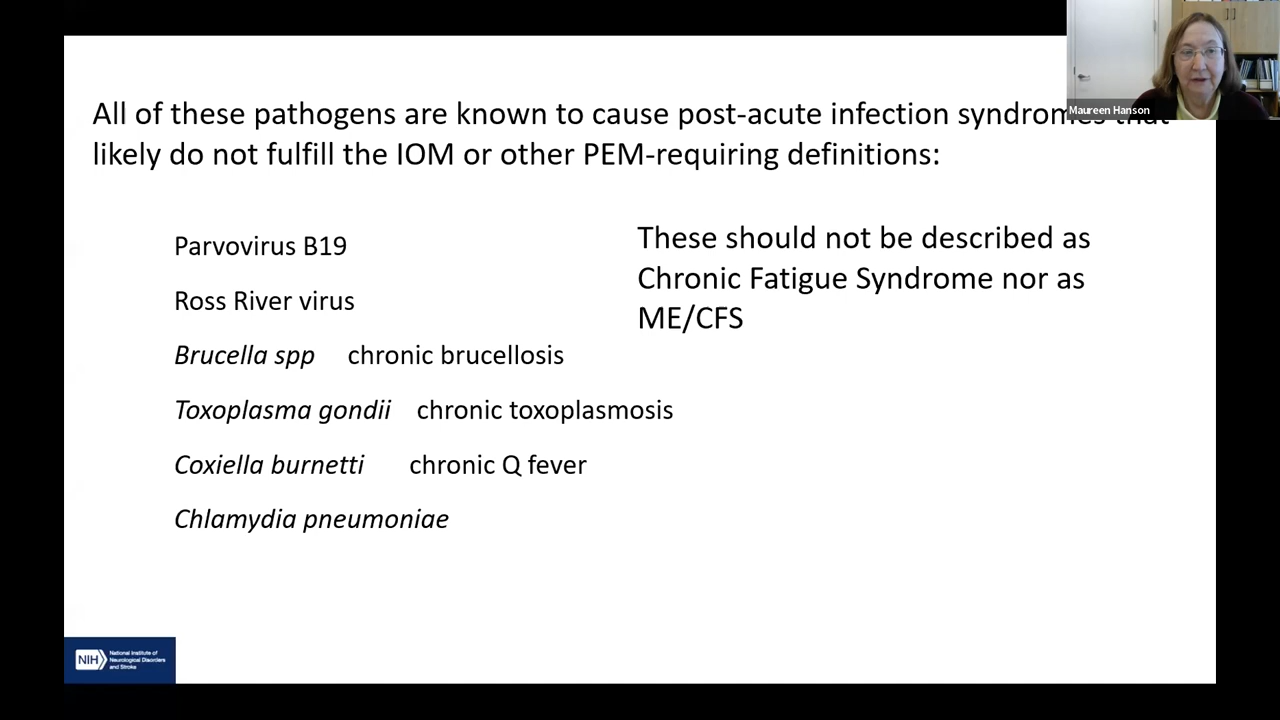 Maureen Hanson
All of these pathogens are known to cause post-acute infection syndromes that
likely do not fulfill the IOM or other PEM-requiring definitions:
Parvovirus B19
Ross River virus
Brucella spp chronic brucellosis
Toxoplasma gondii chronic toxoplasmosis
Coxiella burnetti chronic Q fever
Chlamydia pneumoniae
These should not be described as
Chronic Fatigue Syndrome nor as
ME/CFS
NIH
National Institute of
Neurological Disorders
and Stroke